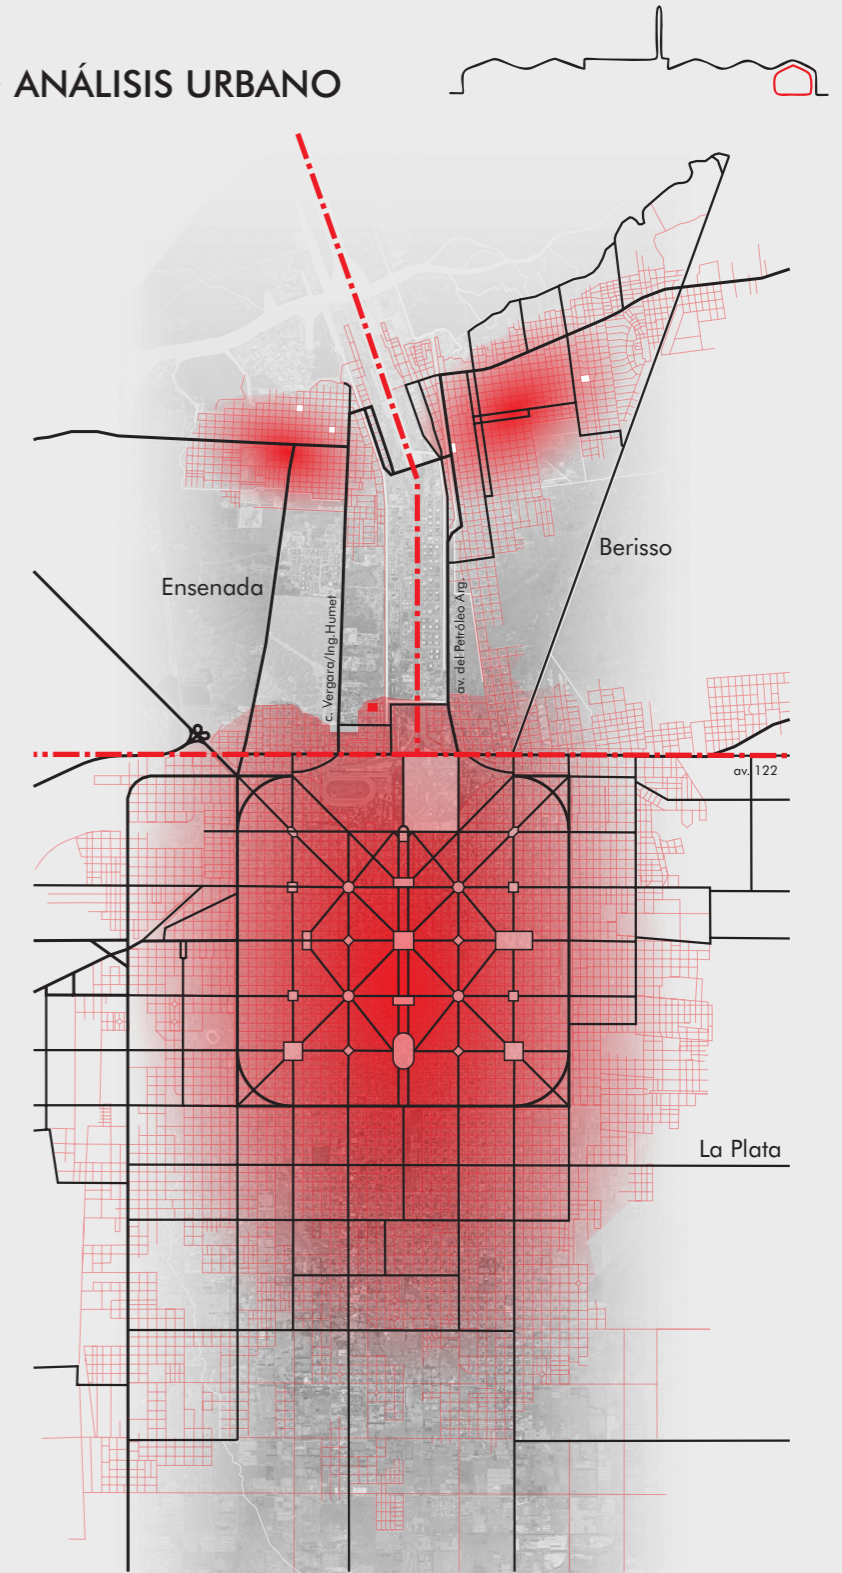 ANÁLISIS URBANO
Berisso
Ensenada
c. Vergara/Ing.Humet
av. del Petróleo Arg.
av. 122
La Plata